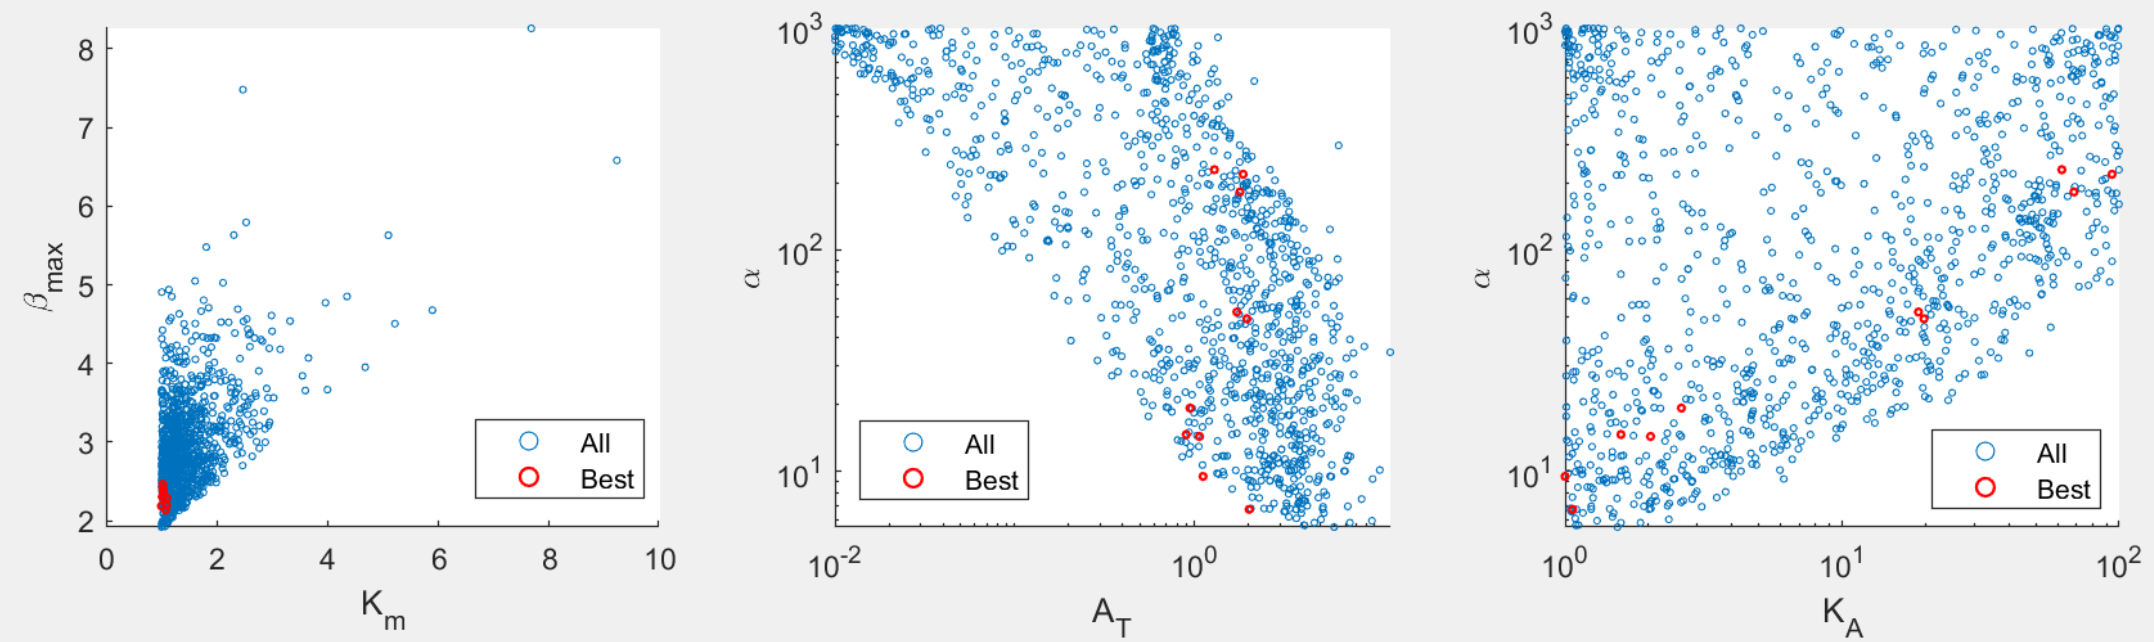 8
7
6
5
4
3
2
β_max
0 2 4 6 8 10
K_m
All
Best
10^3
10^2
10^1
α
10^-2 10^0
A_T
All
Best
10^3
10^2
10^1
α
10^0 10^1 10^2
K_A
All
Best